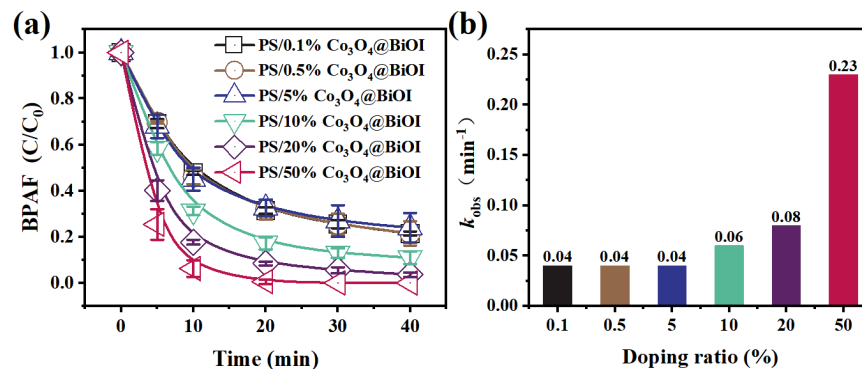 (a)
PS/0.1% Co₃O₄@BiOI
PS/0.5% Co₃O₄@BiOI
PS/5% Co₃O₄@BiOI
PS/10% Co₃O₄@BiOI
PS/20% Co₃O₄@BiOI
PS/50% Co₃O₄@BiOI
BPAF (C/C₀)
1.0
0.8
0.6
0.4
0.2
0.0
0 10 20 30 40
Time (min)
(b)
k_obs (min⁻¹)
0.25
0.20
0.15
0.10
0.05
0.00
0.04 0.04 0.04 0.06 0.08 0.23
0.1 0.5 5 10 20 50
Doping ratio (%)